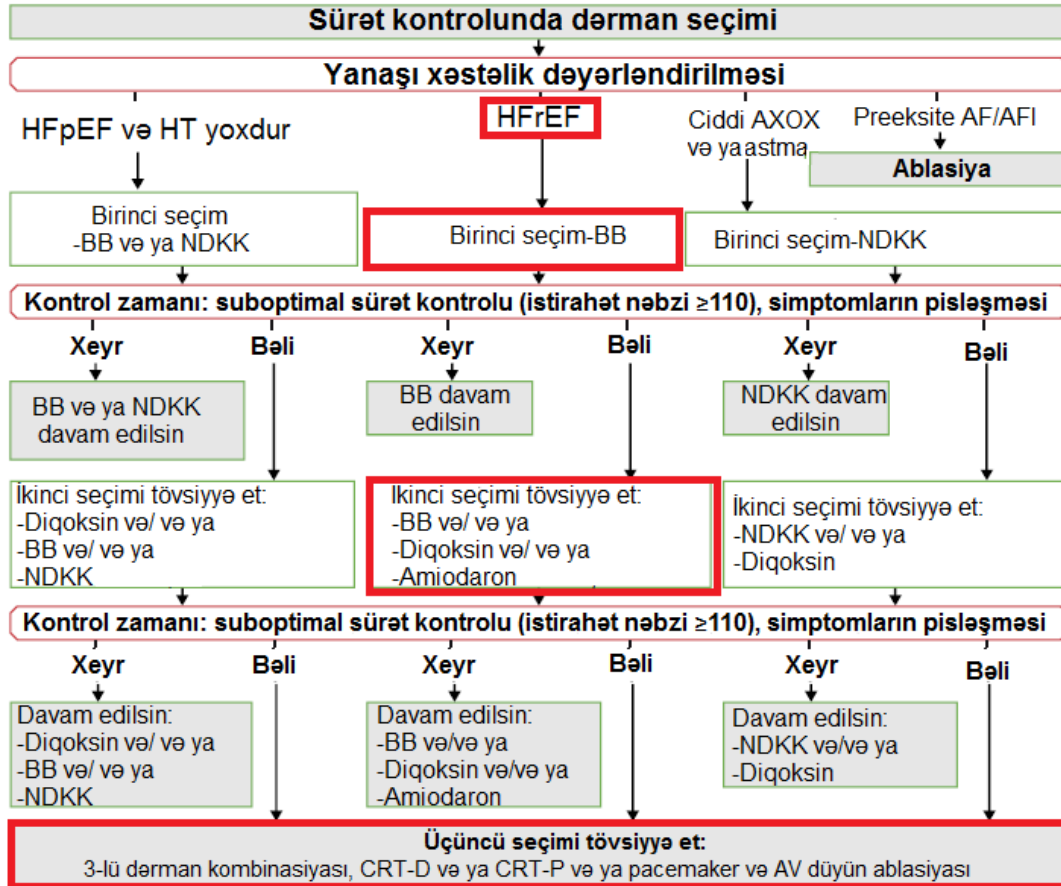 Sürət kontrolunda dərman seçimi
Yanaşı xəstəlik dəyərləndirilməsi
HFpEF və HT yoxdur
HFrEF
Ciddi AXOX
və ya astma
Preeksite AF/AFl
Ablasiya
Birinci seçim
-BB və ya NDKK
Birinci seçim-BB
Birinci seçim-NDKK
Kontrol zamanı: suboptimal sürət kontrolu (istirahət nəbzi ≥110), simptomların pisləşməsi
Xeyr
Bəli
Xeyr
Bəli
Xeyr
Bəli
BB və ya NDKK
davam edilsin
BB davam
edilsin
NDKK davam
edilsin
İkinci seçimi tövsiyyə et:
-Diqoksin və/ və ya
-BB və/ və ya
-NDKK
İkinci seçimi tövsiyyə et:
-BB və/ və ya
-Diqoksin və/ və ya
-Amiodaron
İkinci seçimi tövsiyyə et:
-NDKK və/ və ya
-Diqoksin
Kontrol zamanı: suboptimal sürət kontrolu (istirahət nəbzi ≥110), simptomların pisləşməsi
Xeyr
Bəli
Xeyr
Bəli
Xeyr
Bəli
Davam edilsin:
-Diqoksin və/ və ya
-BB və/ və ya
-NDKK
Davam edilsin:
-BB və/və ya
-Diqoksin və/və ya
-Amiodaron
Davam edilsin:
-NDKK və/və ya
-Diqoksin
Üçüncü seçimi tövsiyyə et:
3-lü dərman kombinasiyası, CRT-D və ya CRT-P və ya pacemaker və AV düyün ablasiyası